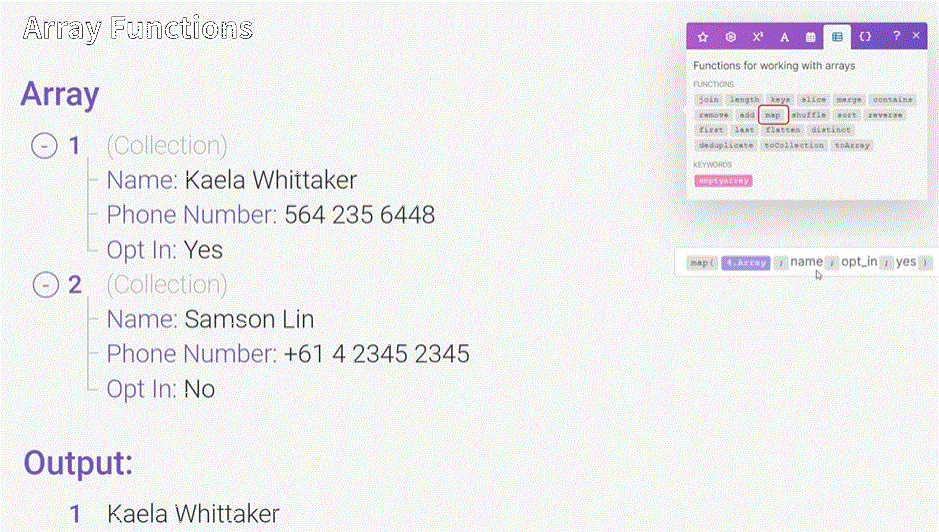 Array Functions
Array
1 (Collection)
Name: Kaela Whittaker
Phone Number: 564 235 6448
Opt In: Yes
2 (Collection)
Name: Samson Lin
Phone Number: +61 4 2345 2345
Opt In: No
Output:
1 Kaela Whittaker
Functions for working with arrays
FUNCTIONS
join length keys slice merge contains
remove add map shuffle sort reverse
first last flatten distinct
deduplicate toCollection toArray
KEYWORDS
emptyarray
map( 4.Array ; name ; opt_in ; yes )